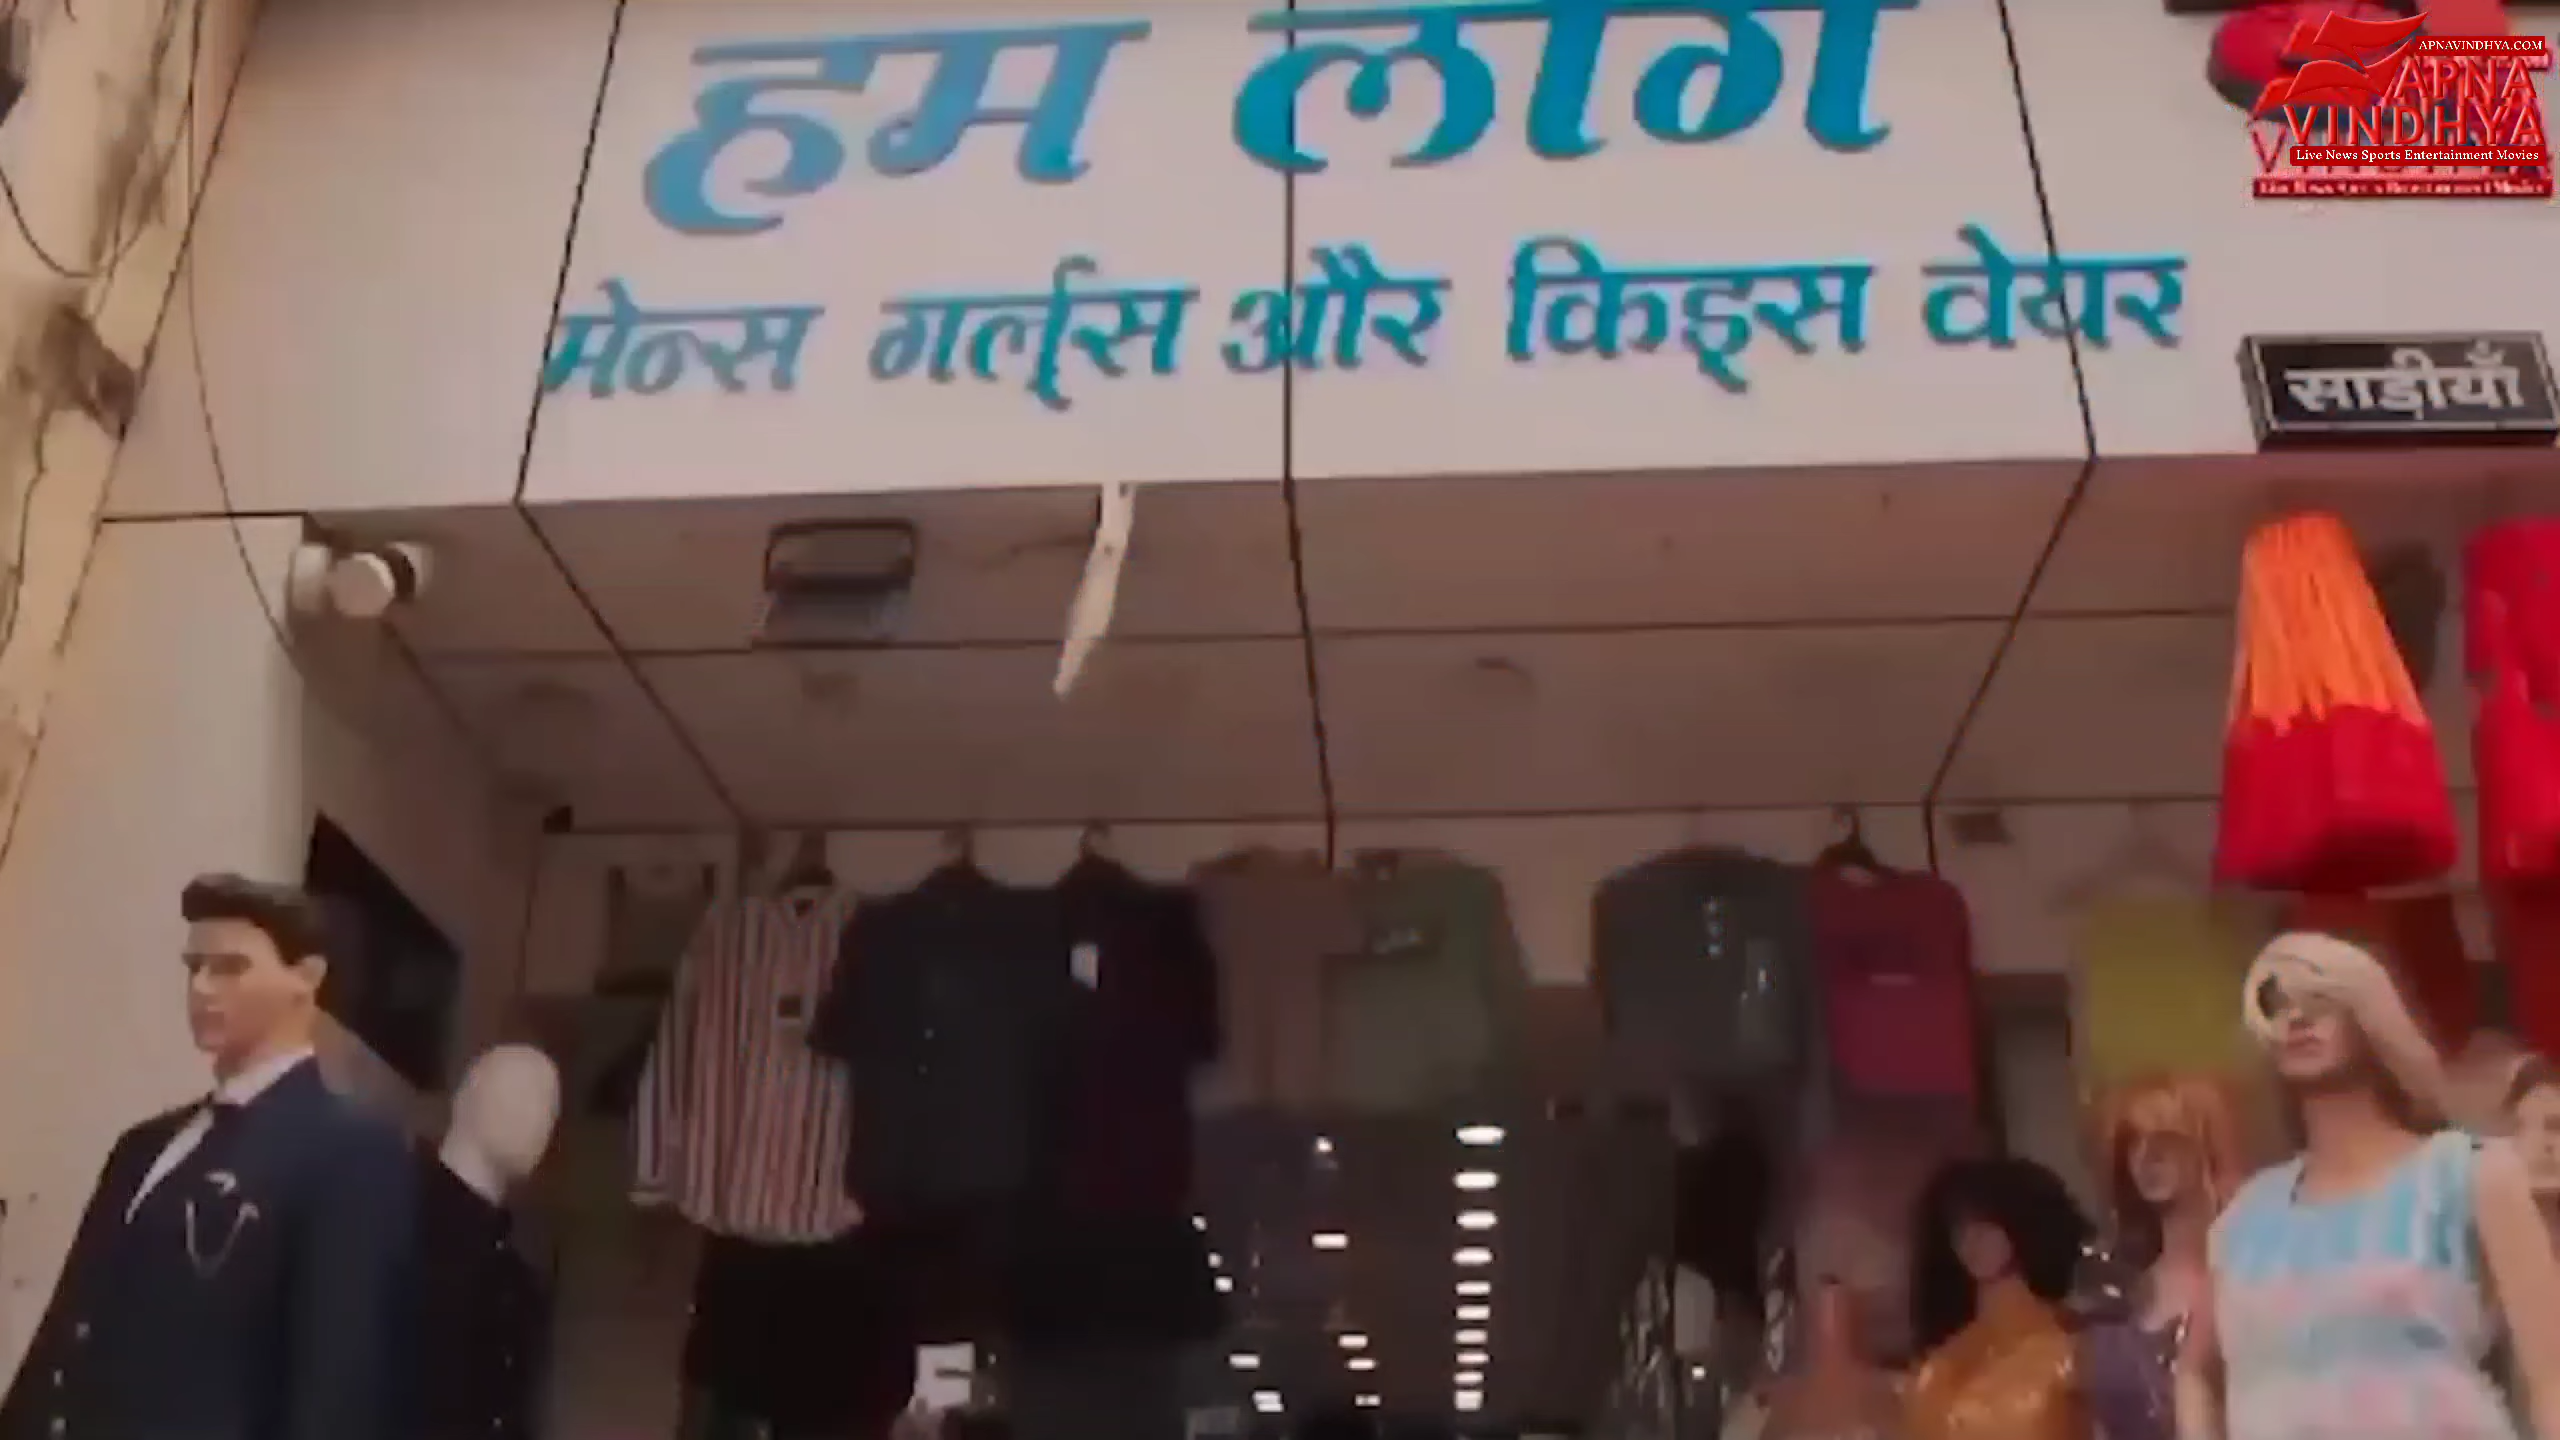 हम लोग
मेन्स गर्ल्स और किड्स वेयर
साडी़याँ
APNAVINDHYA.COM
APNA
VINDHYA
Live News Sports Entertainment Movies